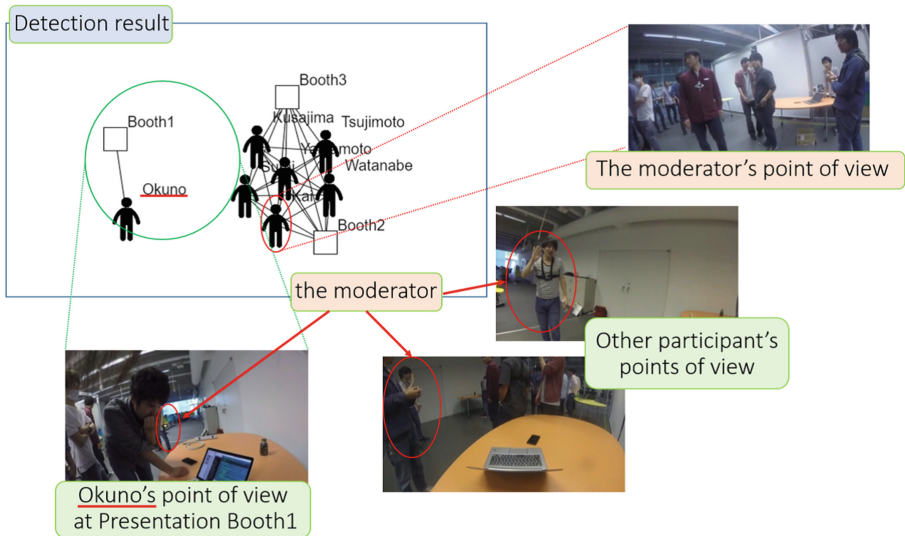 Detection result
Booth3
Kusajima
Tsujimoto
Booth1
Watanabe
The moderator's point of view
Okuno
Booth2
the moderator
Other participant's
points of view
Okuno's point of view
at Presentation Booth1